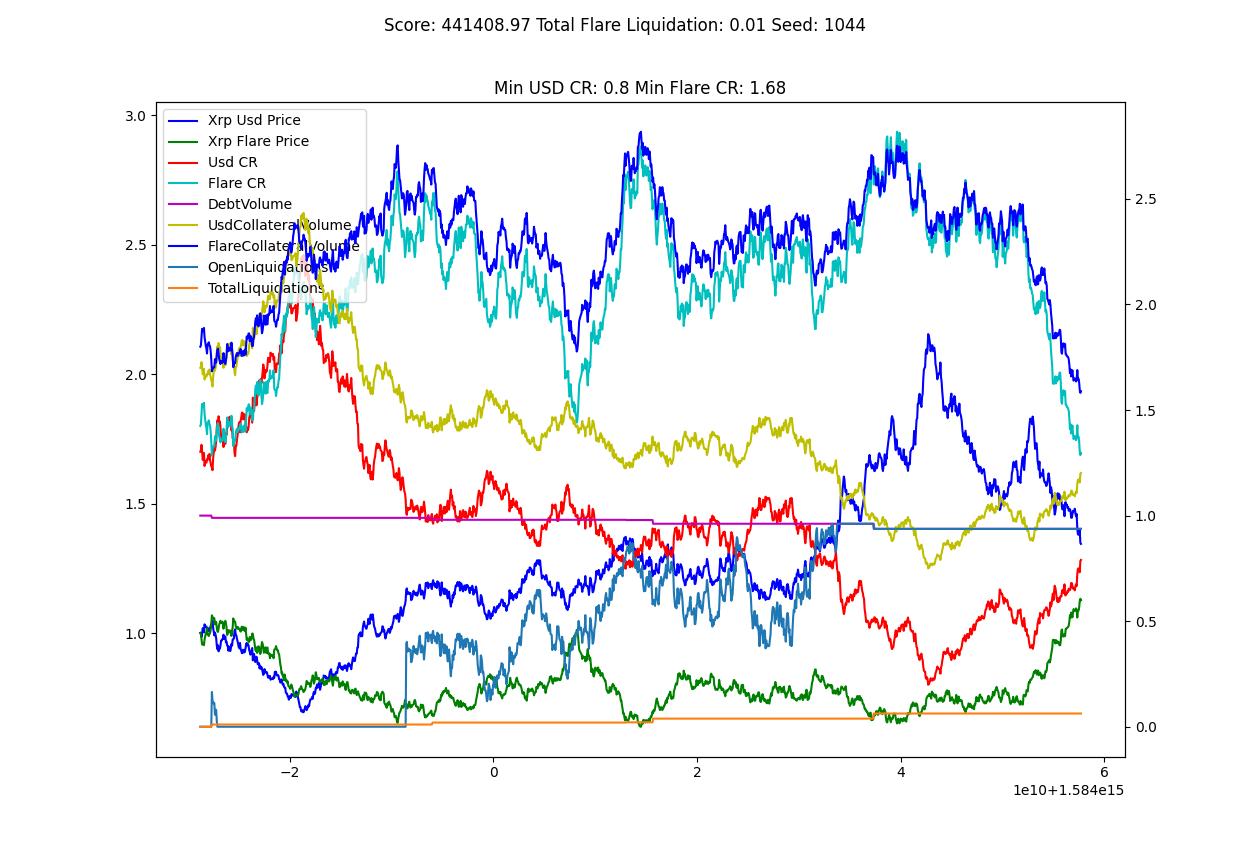 Score: 441408.97 Total Flare Liquidation: 0.01 Seed: 1044
Min USD CR: 0.8 Min Flare CR: 1.68
Xrp Usd Price
Xrp Flare Price
Usd CR
Flare CR
DebtVolume
UsdCollateralVolume
FlareCollateralVolume
OpenLiquidations
TotalLiquidations
3.0
2.5
2.0
1.5
1.0
2.5
2.0
1.5
1.0
0.5
0.0
−2 0 2 4 6
1e10+1.584e15